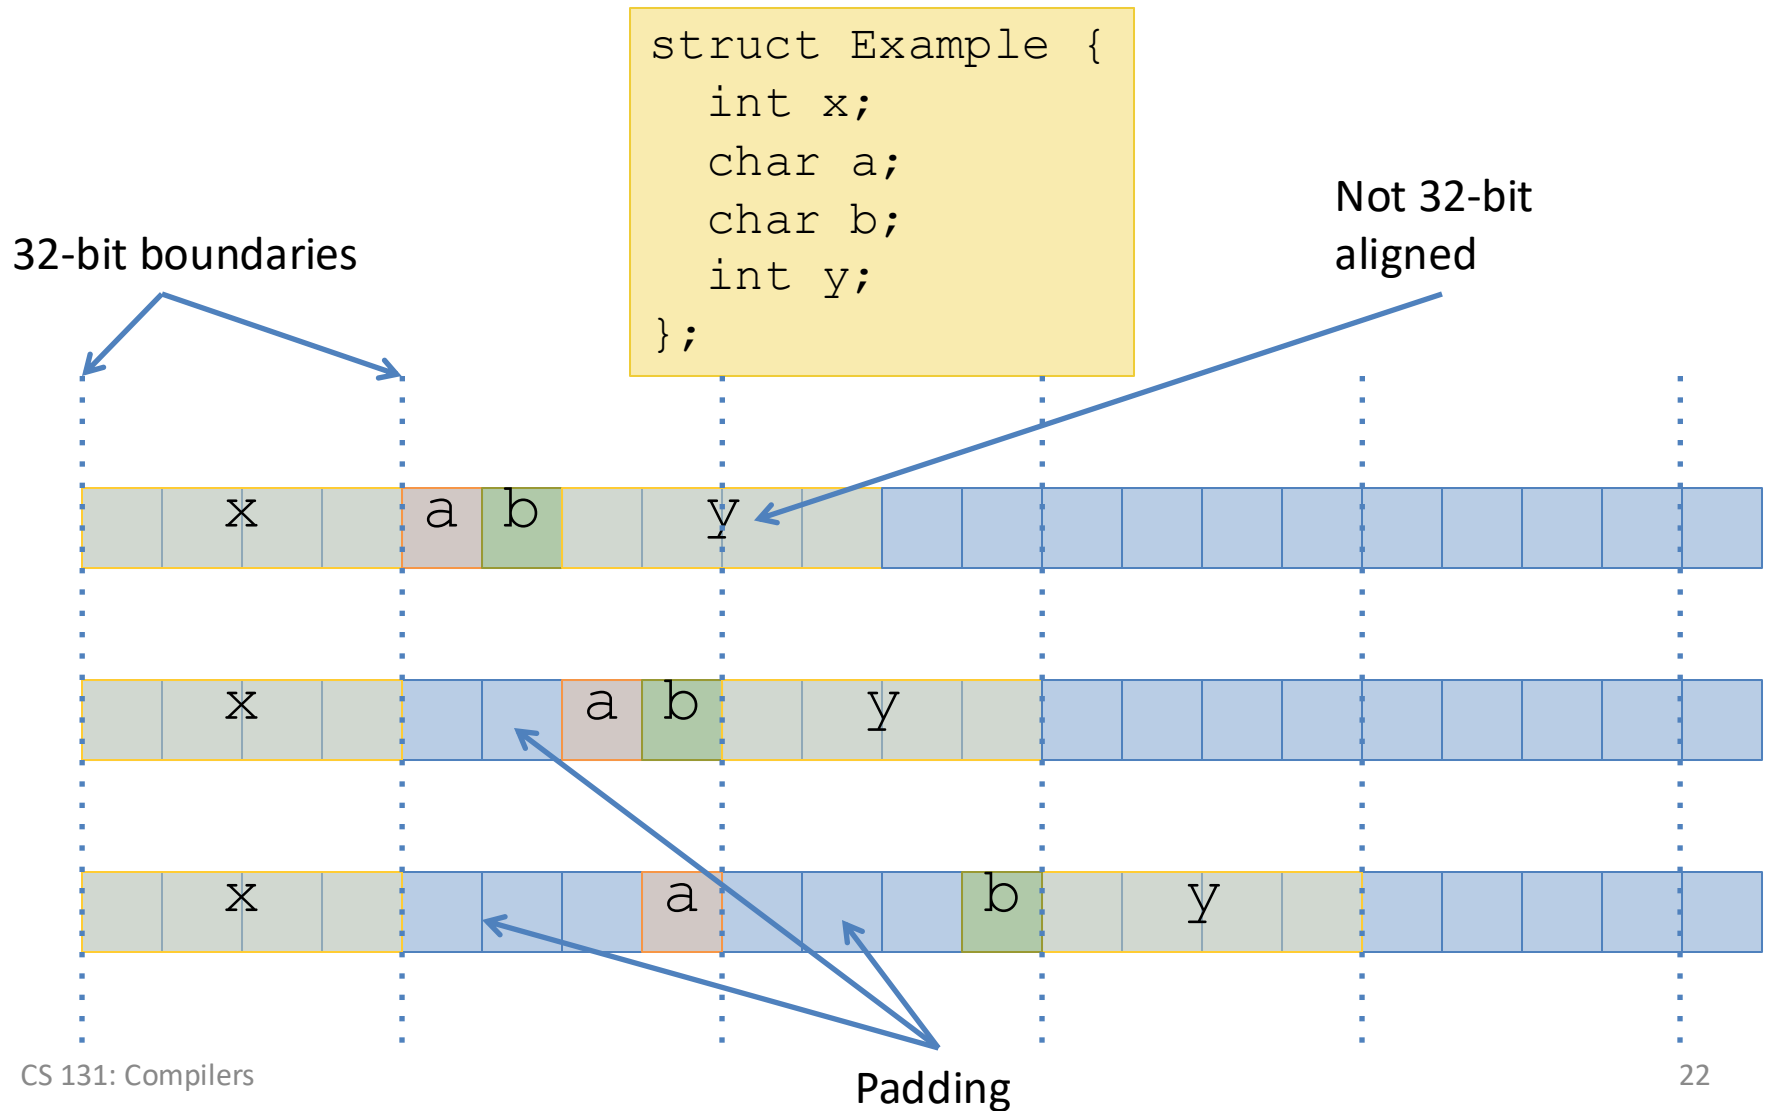 struct Example {
  int x;
  char a;
  char b;
  int y;
};
32-bit boundaries
Not 32-bit
aligned
x a b y
x a b y
x a b y
Padding
CS 131: Compilers
22